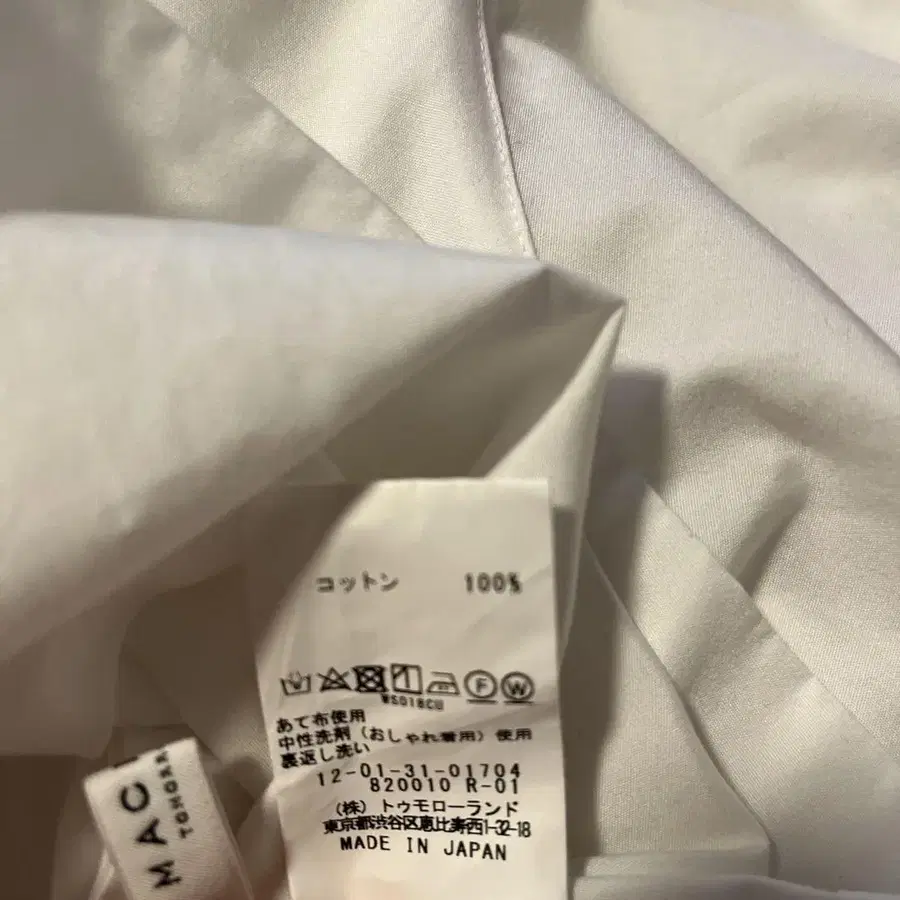 コットン 100%
F W
WS018CU
あて布使用
中性洗剤（おしゃれ着用）使用
裏返し洗い
12-01-31-01704
820010 R-01
（株）トゥモローランド
東京都渋谷区恵比寿西1-32-18
MADE IN JAPAN
MAC